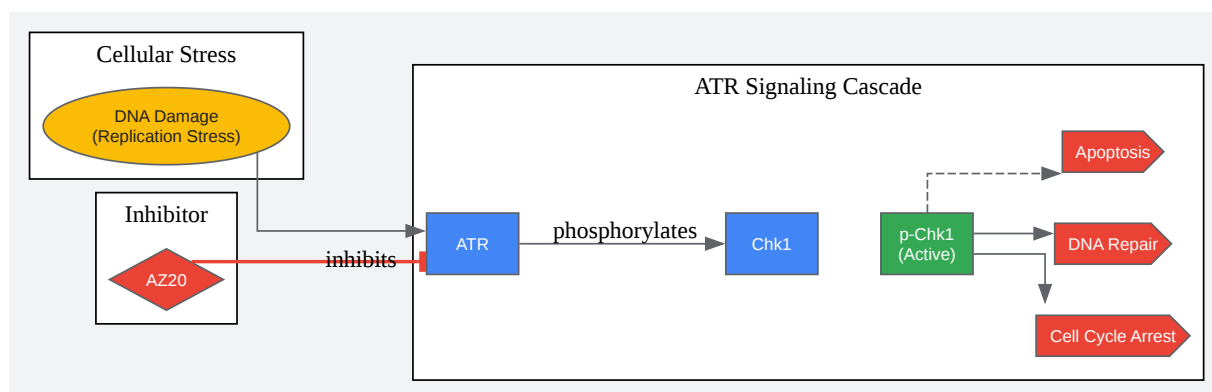 Cellular Stress
DNA Damage
(Replication Stress)
Inhibitor
AZ20
inhibits
ATR Signaling Cascade
ATR
phosphorylates
Chk1
p-Chk1
(Active)
Apoptosis
DNA Repair
Cell Cycle Arrest